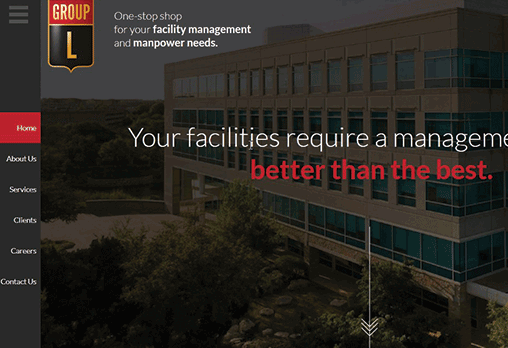 GROUP
L
One-stop shop
for your facility management
and manpower needs.
Home
About Us
Services
Clients
Careers
Contact Us
Your facilities require a manageme
better than the best.